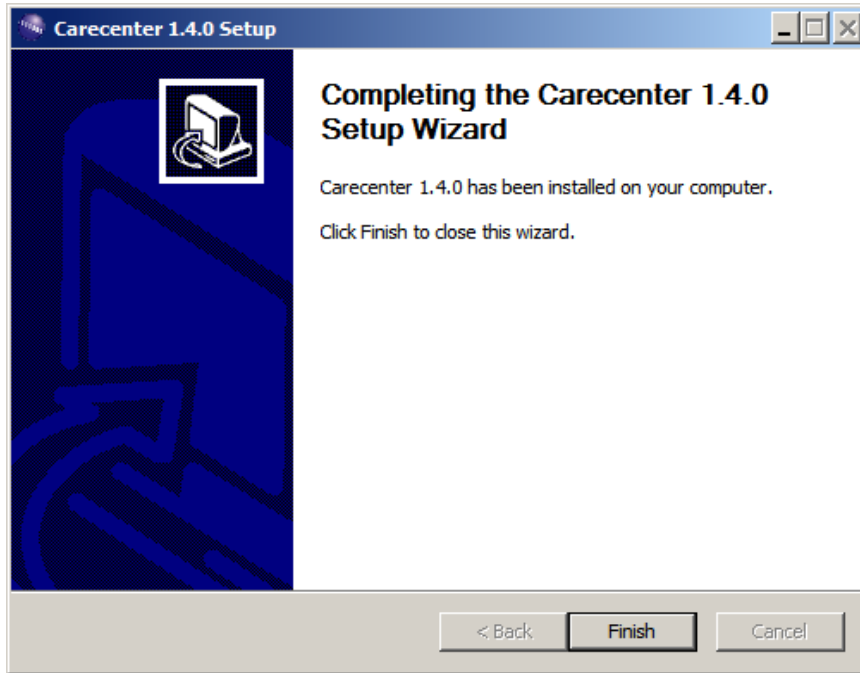 Carecenter 1.4.0 Setup
Completing the Carecenter 1.4.0
Setup Wizard
Carecenter 1.4.0 has been installed on your computer.
Click Finish to close this wizard.
< Back
Finish
Cancel